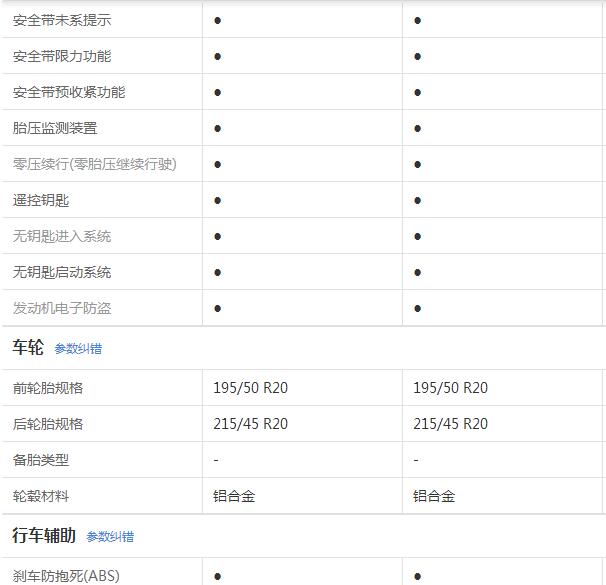 安全带未系提示 ● ●
安全带限力功能 ● ●
安全带预收紧功能 ● ●
胎压监测装置 ● ●
零压续行(零胎压继续行驶) ● ●
遥控钥匙 ● ●
无钥匙进入系统 ● ●
无钥匙启动系统 ● ●
发动机电子防盗 ● ●
车轮 参数纠错
前轮胎规格 195/50 R20 195/50 R20
后轮胎规格 215/45 R20 215/45 R20
备胎类型 - -
轮毂材料 铝合金 铝合金
行车辅助 参数纠错
刹车防抱死(ABS) ● ●